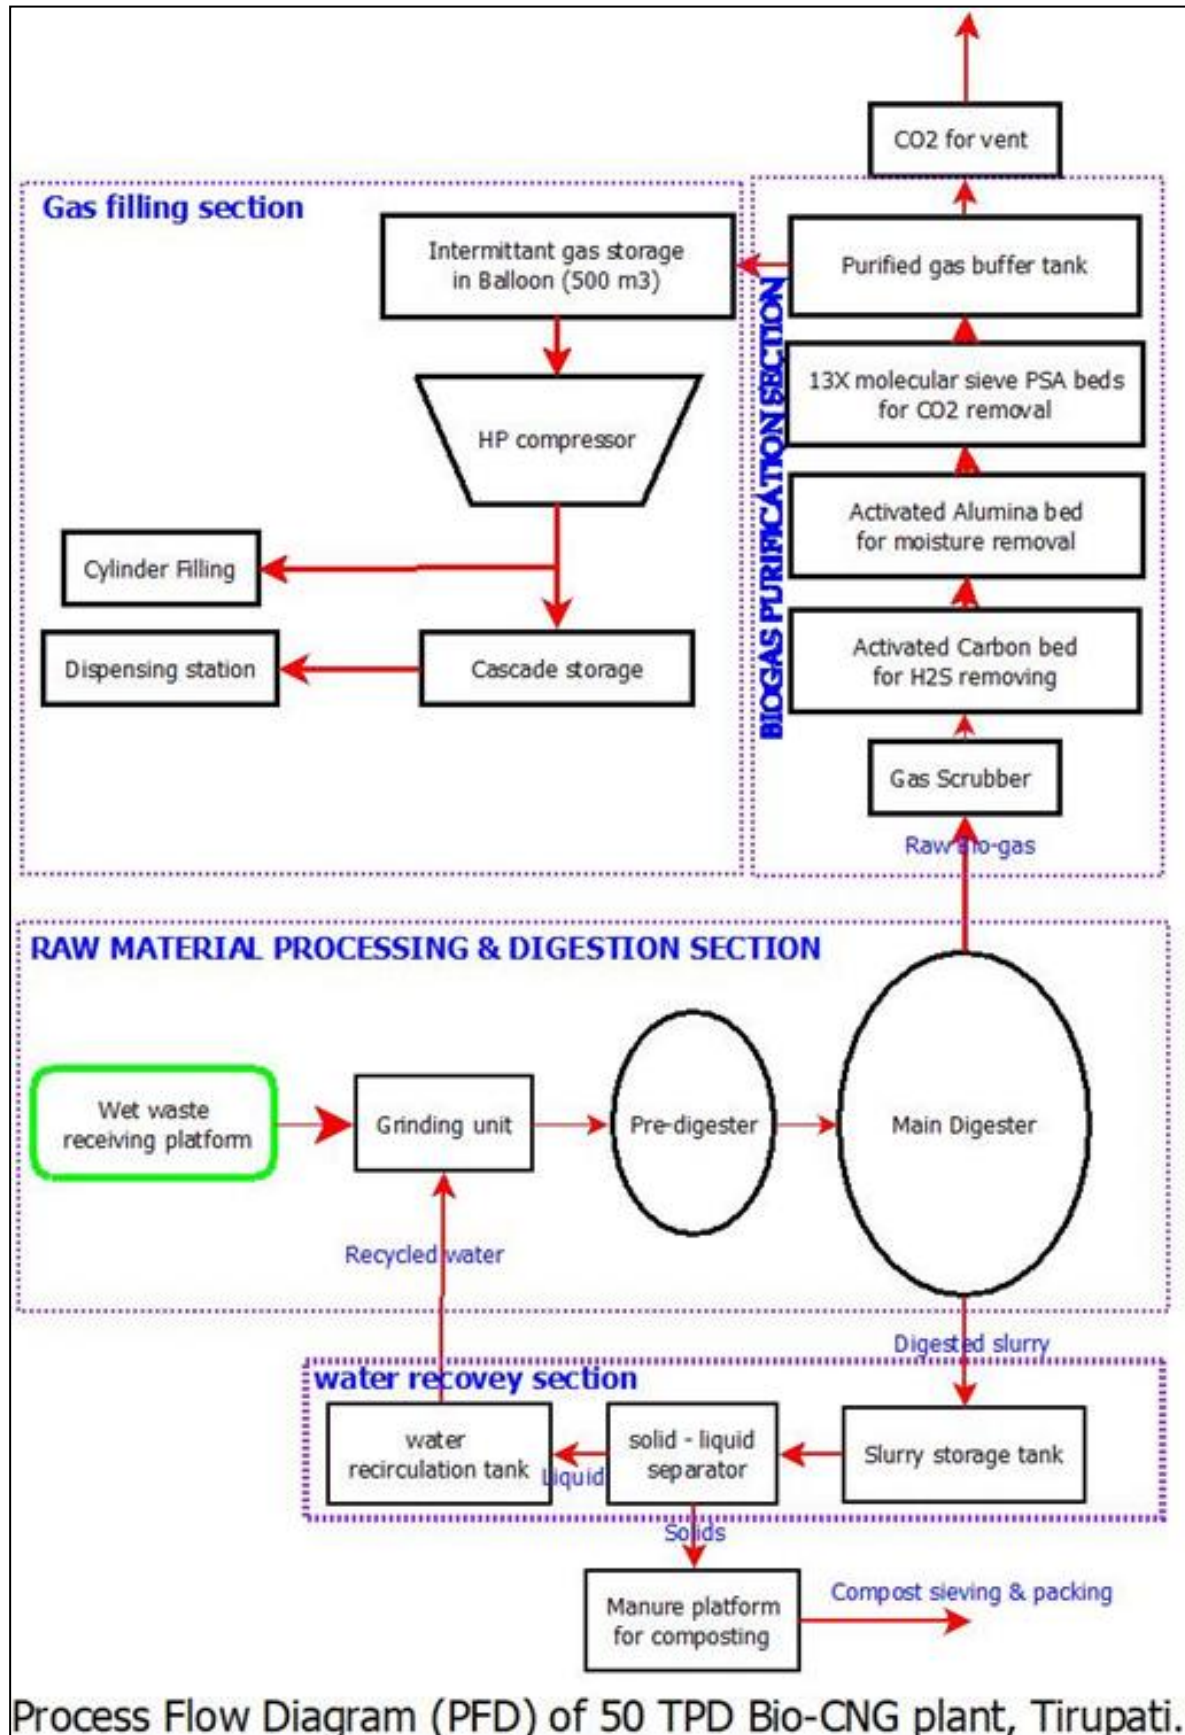 CO2 for vent
Gas filling section
Intermittant gas storage
in Balloon (500 m3)
HP compressor
Cylinder Filling
Dispensing station
Cascade storage
BIOGAS PURIFICATION SECTION
Purified gas buffer tank
13X molecular sieve PSA beds
for CO2 removal
Activated Alumina bed
for moisture removal
Activated Carbon bed
for H2S removing
Gas Scrubber
Raw Bio-gas
RAW MATERIAL PROCESSING & DIGESTION SECTION
Wet waste
receiving platform
Grinding unit
Pre-digester
Main Digester
Recycled water
Digested slurry
water recovey section
water
recirculation tank
Liquid
solid - liquid
separator
Slurry storage tank
Solids
Manure platform
for composting
Compost sieving & packing
Process Flow Diagram (PFD) of 50 TPD Bio-CNG plant, Tirupati.